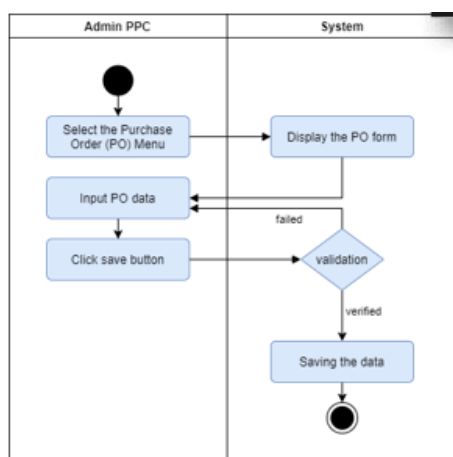 Admin PPC
System
Select the Purchase
Order (PO) Menu
Display the PO form
Input PO data
failed
Click save button
validation
verified
Saving the data